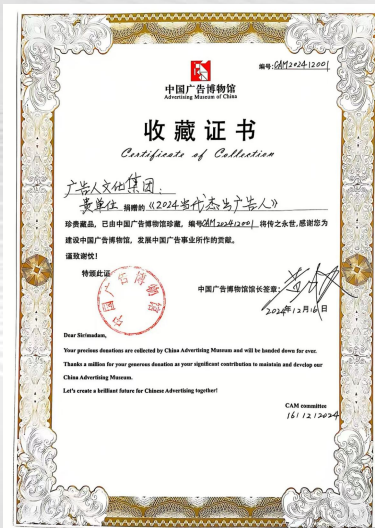 编号:CAM202412001
中国广告博物馆
Advertising Museum of China
收藏证书
Certificate of Collection
广告人文化集团:
贵单位 捐赠的《2024当代杰出广告人》
珍贵藏品,已由中国广告博物馆珍藏,编号CAM202412001 将传之永世,感谢您为
建设中国广告博物馆,发展中国广告事业所作的贡献。
谨致谢忱!
特颁此证
中国广告博物馆
中国广告博物馆馆长签章:
2024年12月16日
Dear Sir/madam,
Your precious donations are collected by China Advertising Museum and will be handed down for ever.
Thanks a million for your generous donation as your significant contribution to maintain and develop our
China Advertising Museum.
Let's create a brilliant future for Chinese Advertising together!
CAM committee
16/12/2024